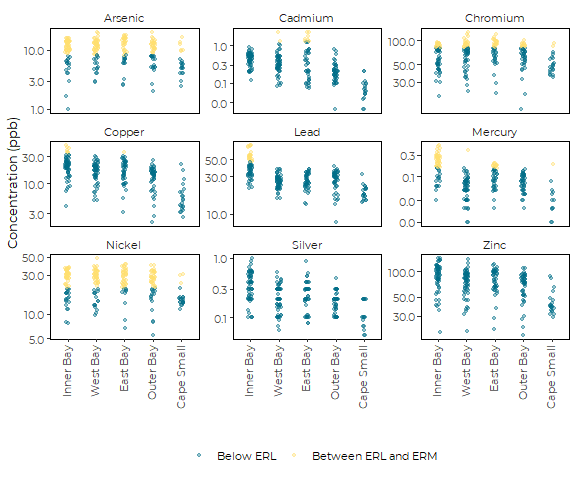 Arsenic Cadmium Chromium
10.0 3.0 1.0
1.0 0.3 0.1 0.0
100.0 50.0 30.0
Copper Lead Mercury
30.0 10.0 3.0
50.0 30.0 10.0
0.3 0.1 0.0 0.0
Nickel Silver Zinc
50.0 30.0 10.0 5.0
1.0 0.3 0.1
100.0 50.0 30.0
Concentration (ppb)
Inner Bay West Bay East Bay Outer Bay Cape Small
Inner Bay West Bay East Bay Outer Bay Cape Small
Inner Bay West Bay East Bay Outer Bay Cape Small
Below ERL Between ERL and ERM